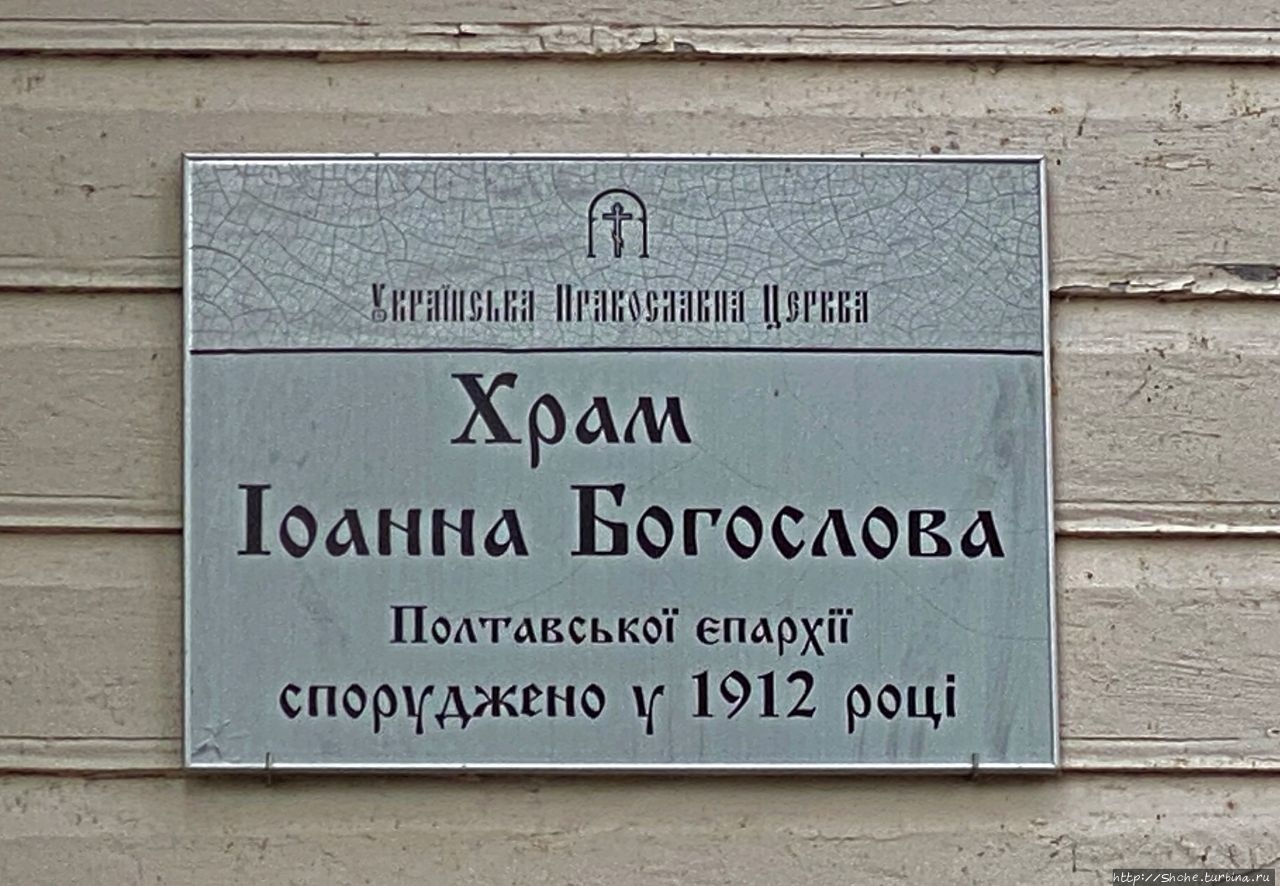 Українська Православна Церква
Храм
Іоанна Богослова
Полтавської єпархії
споруджено у 1912 році
http://Shche.turbina.ru